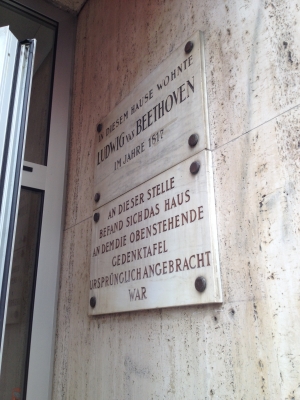 IN DIESEM HAUSE WOHNTE
LUDWIG VAN BEETHOVEN
IM JAHRE 1817
AN DIESER STELLE
BEFAND SICH DAS HAUS
AN DEM DIE OBENSTEHENDE
GEDENKTAFEL
URSPRÜNGLICH ANGEBRACHT
WAR